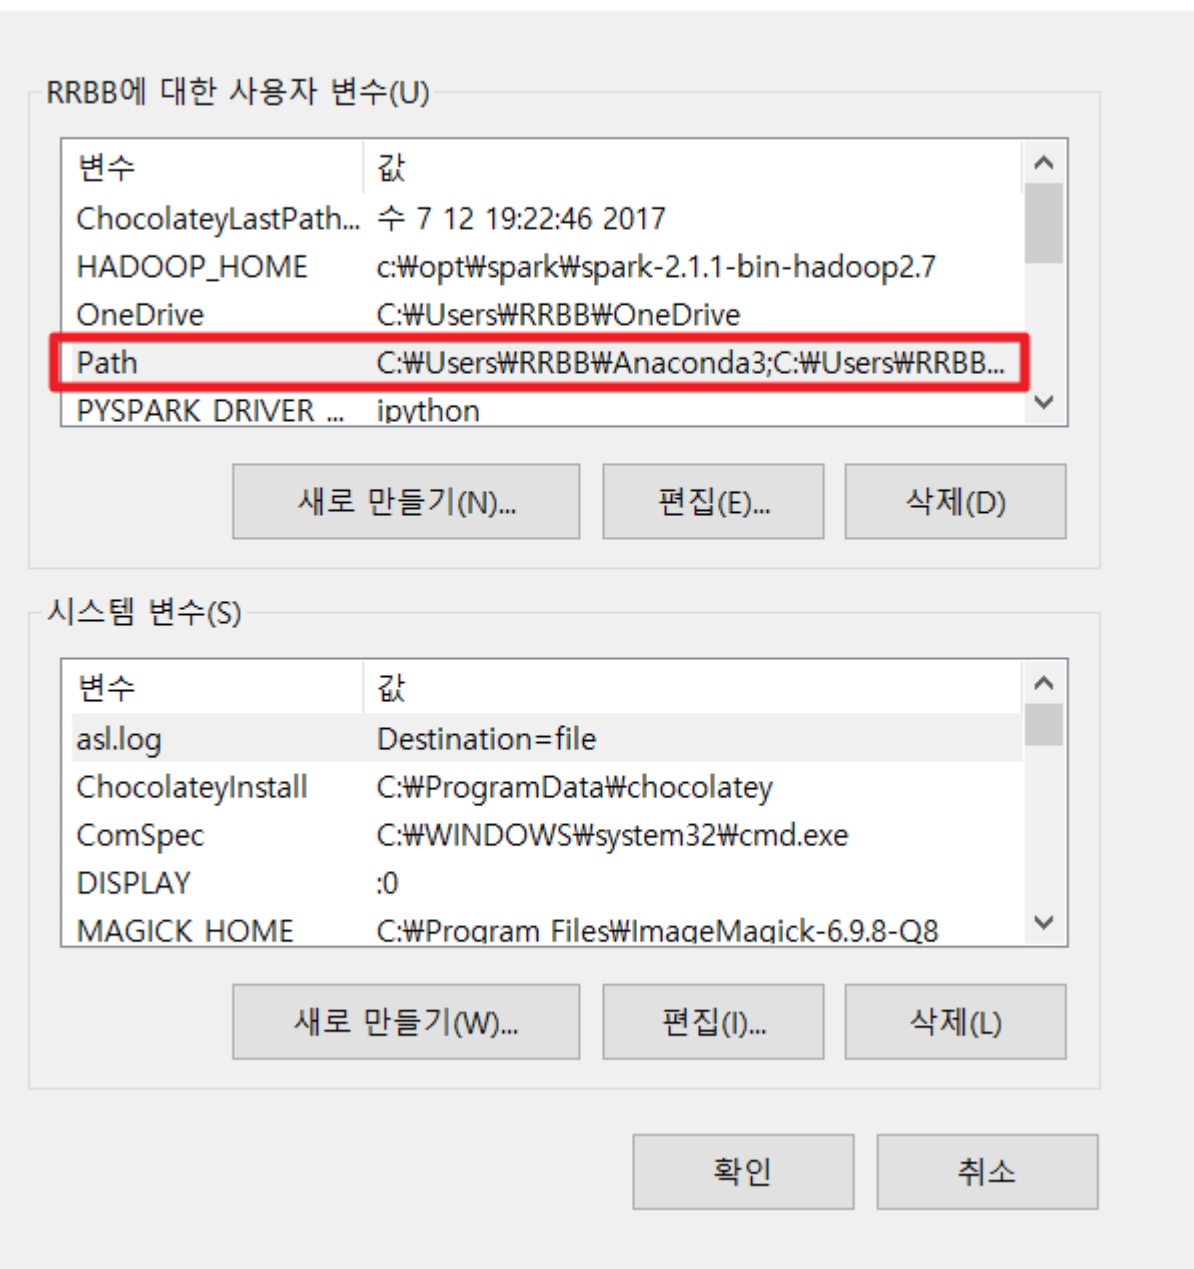 RRBB에 대한 사용자 변수(U)
변수 값
ChocolateyLastPath... 수 7 12 19:22:46 2017
HADOOP_HOME c:₩opt₩spark₩spark-2.1.1-bin-hadoop2.7
OneDrive C:₩Users₩RRBB₩OneDrive
Path C:₩Users₩RRBB₩Anaconda3;C:₩Users₩RRBB...
PYSPARK_DRIVER_... ipython
새로 만들기(N)... 편집(E)... 삭제(D)
시스템 변수(S)
변수 값
asl.log Destination=file
ChocolateyInstall C:₩ProgramData₩chocolatey
ComSpec C:₩WINDOWS₩system32₩cmd.exe
DISPLAY :0
MAGICK_HOME C:₩Program Files₩ImageMagick-6.9.8-Q8
새로 만들기(W)... 편집(I)... 삭제(L)
확인 취소